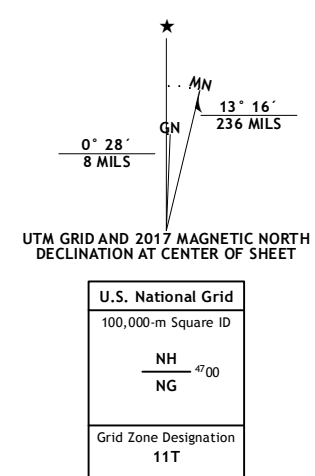 ★
MN
13° 16´
236 MILS
GN
0° 28´
8 MILS
UTM GRID AND 2017 MAGNETIC NORTH
DECLINATION AT CENTER OF SHEET
U.S. National Grid
100,000-m Square ID
NH
4700
NG
Grid Zone Designation
11T